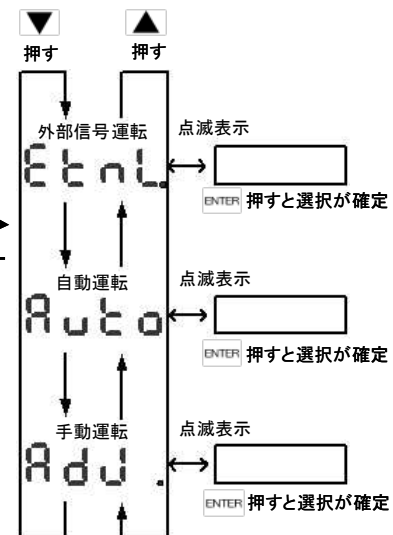 ▼ ▲
押す 押す
外部信号運転 点滅表示
EtnL.
ENTER 押すと選択が確定
自動運転 点滅表示
Auto
ENTER 押すと選択が確定
手動運転 点滅表示
AdJ.
ENTER 押すと選択が確定